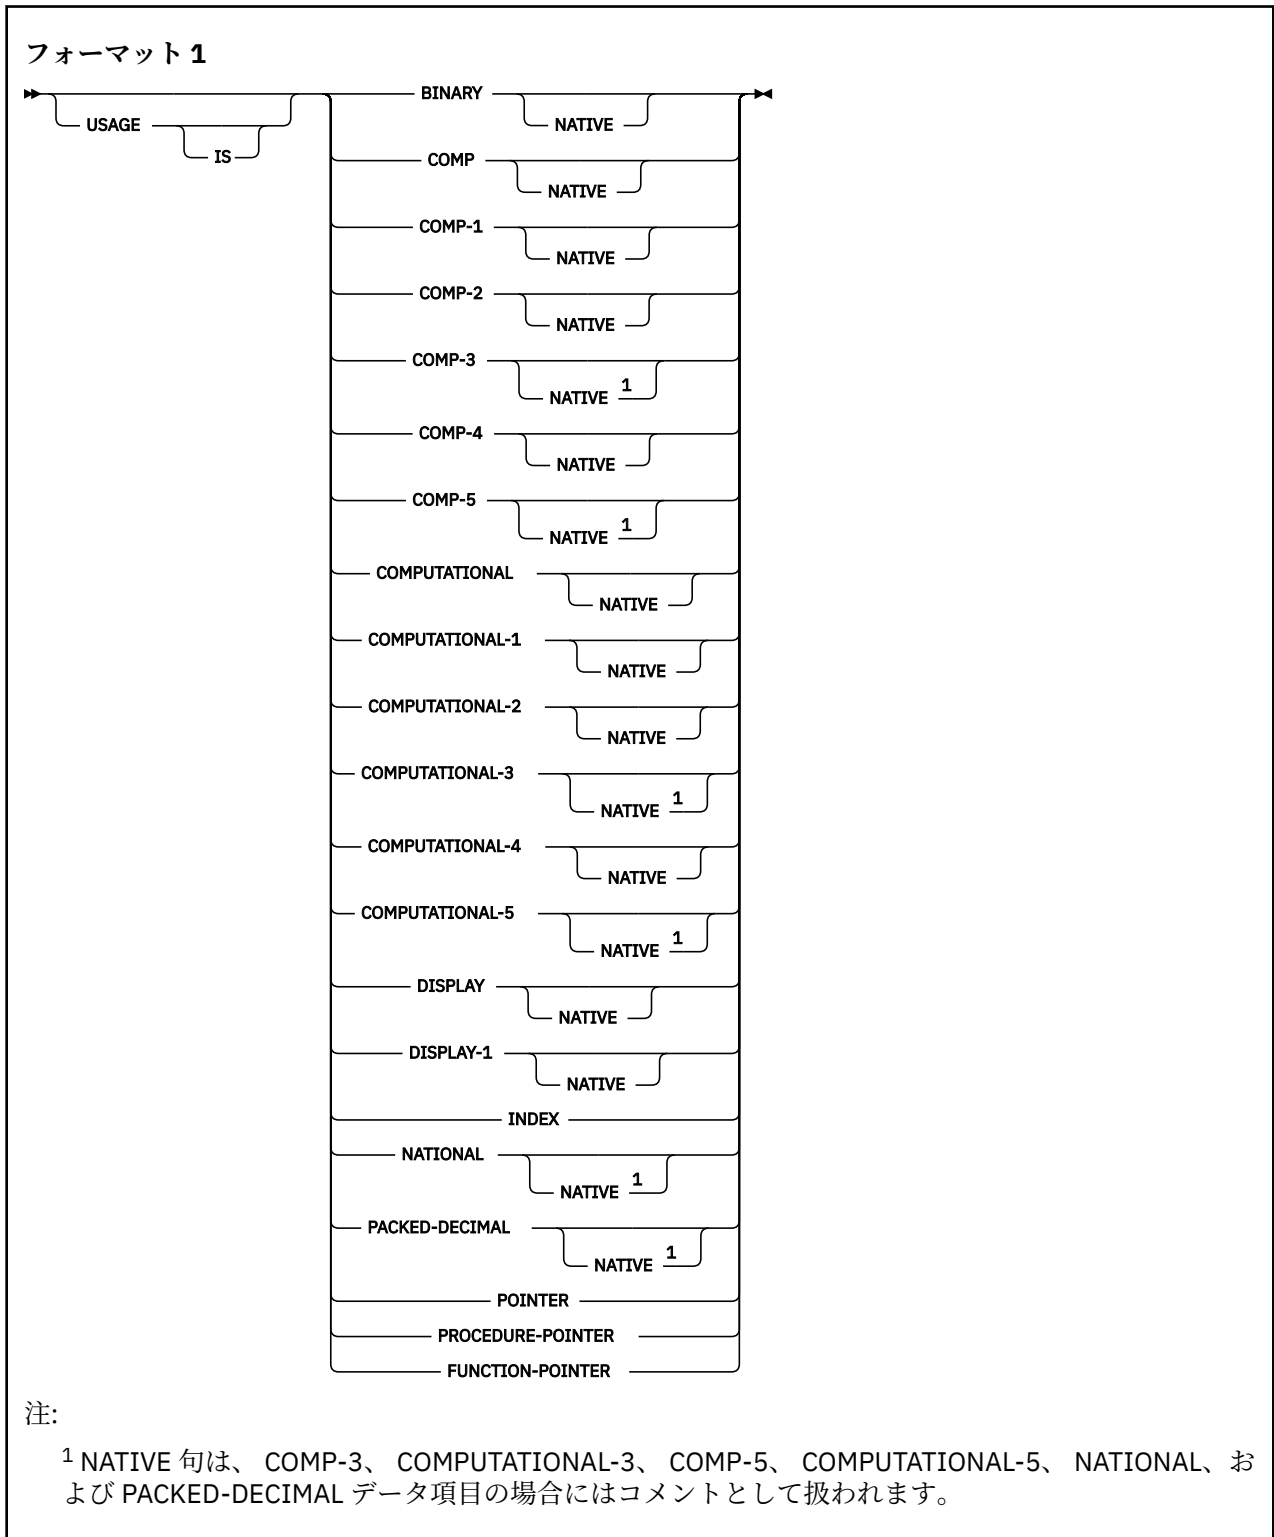 フォーマット 1
BINARY
USAGE NATIVE
IS
COMP
NATIVE
COMP-1
NATIVE
COMP-2
NATIVE
COMP-3
NATIVE 1
COMP-4
NATIVE
COMP-5
NATIVE 1
COMPUTATIONAL
NATIVE
COMPUTATIONAL-1
NATIVE
COMPUTATIONAL-2
NATIVE
COMPUTATIONAL-3
NATIVE 1
COMPUTATIONAL-4
NATIVE
COMPUTATIONAL-5
NATIVE 1
DISPLAY
NATIVE
DISPLAY-1
NATIVE
INDEX
NATIONAL
NATIVE 1
PACKED-DECIMAL
NATIVE 1
POINTER
PROCEDURE-POINTER
FUNCTION-POINTER
注:
1 NATIVE 句は、 COMP-3、 COMPUTATIONAL-3、 COMP-5、 COMPUTATIONAL-5、 NATIONAL、お
よび PACKED-DECIMAL データ項目の場合にはコメントとして扱われます。